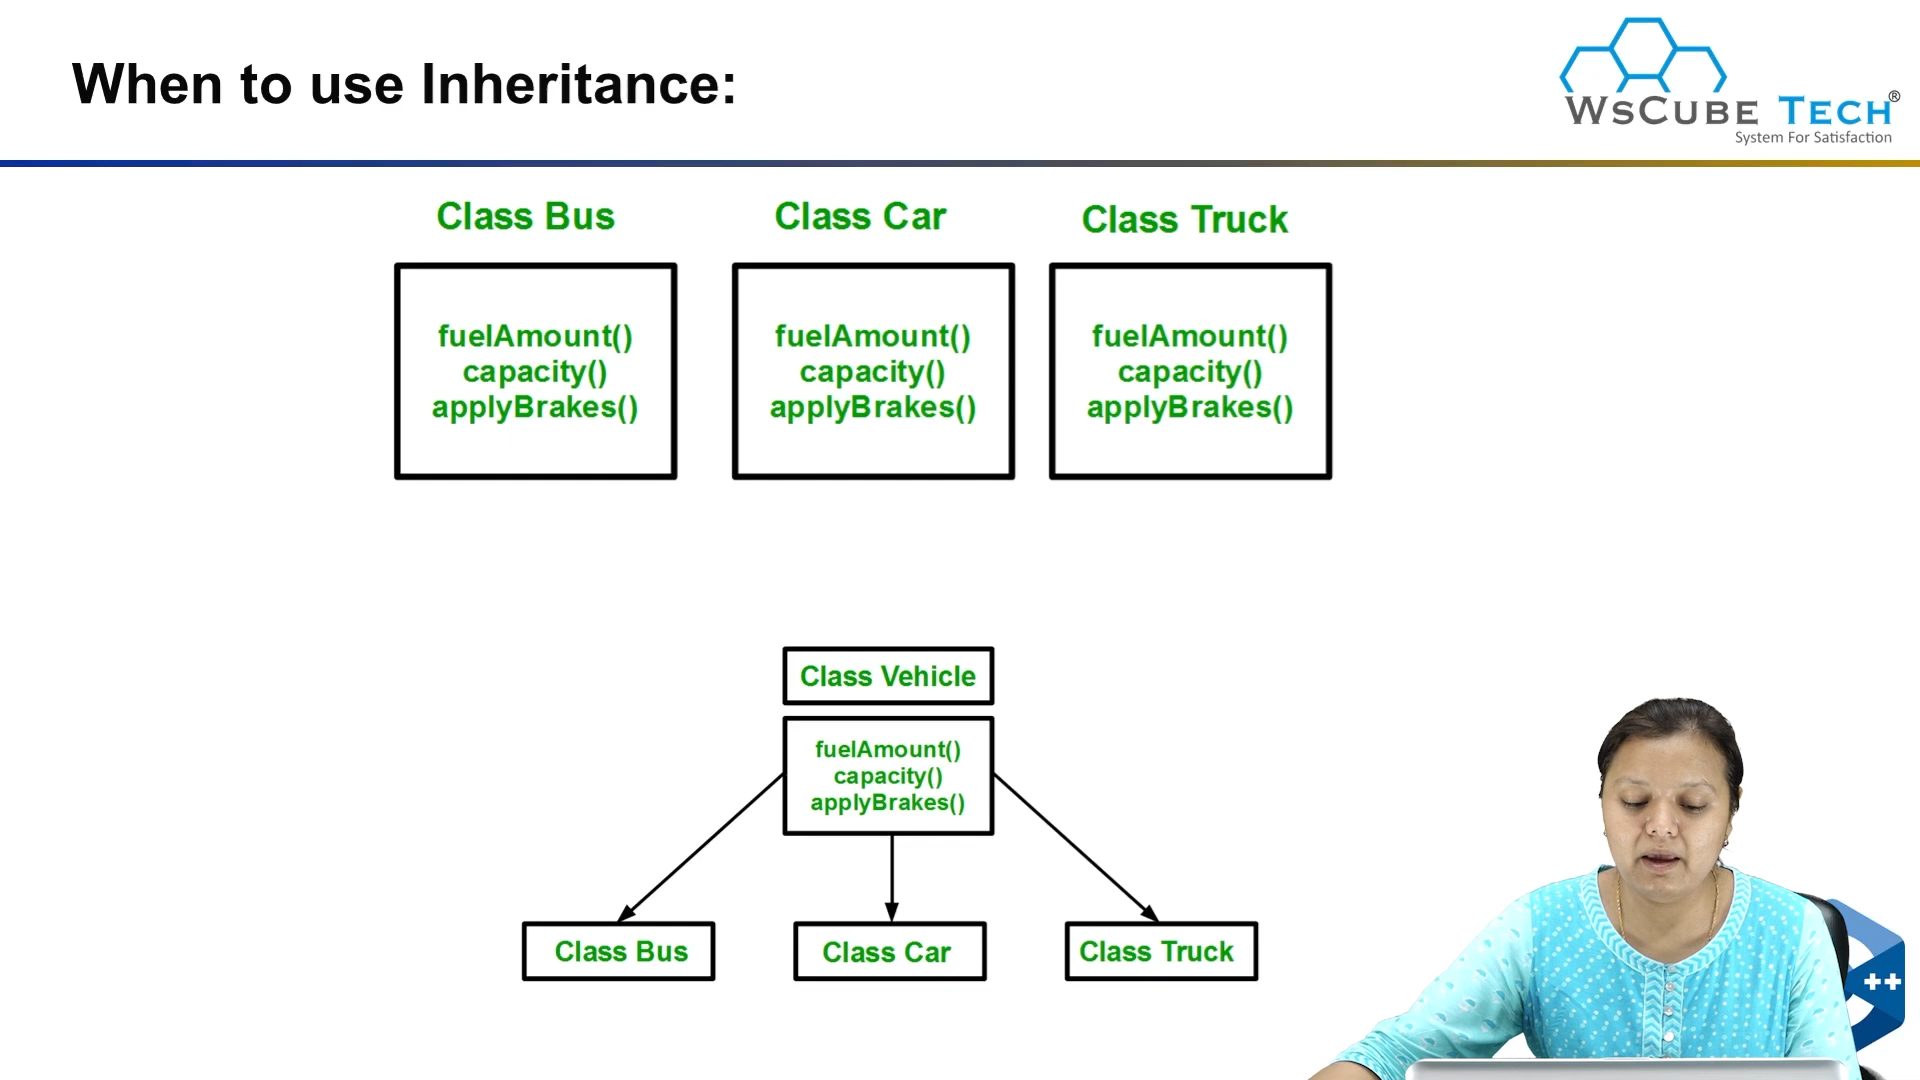 When to use Inheritance:
WSCUBE TECH®
System For Satisfaction
Class Bus
Class Car
Class Truck
fuelAmount()
capacity()
applyBrakes()
fuelAmount()
capacity()
applyBrakes()
fuelAmount()
capacity()
applyBrakes()
Class Vehicle
fuelAmount()
capacity()
applyBrakes()
Class Bus
Class Car
Class Truck
++